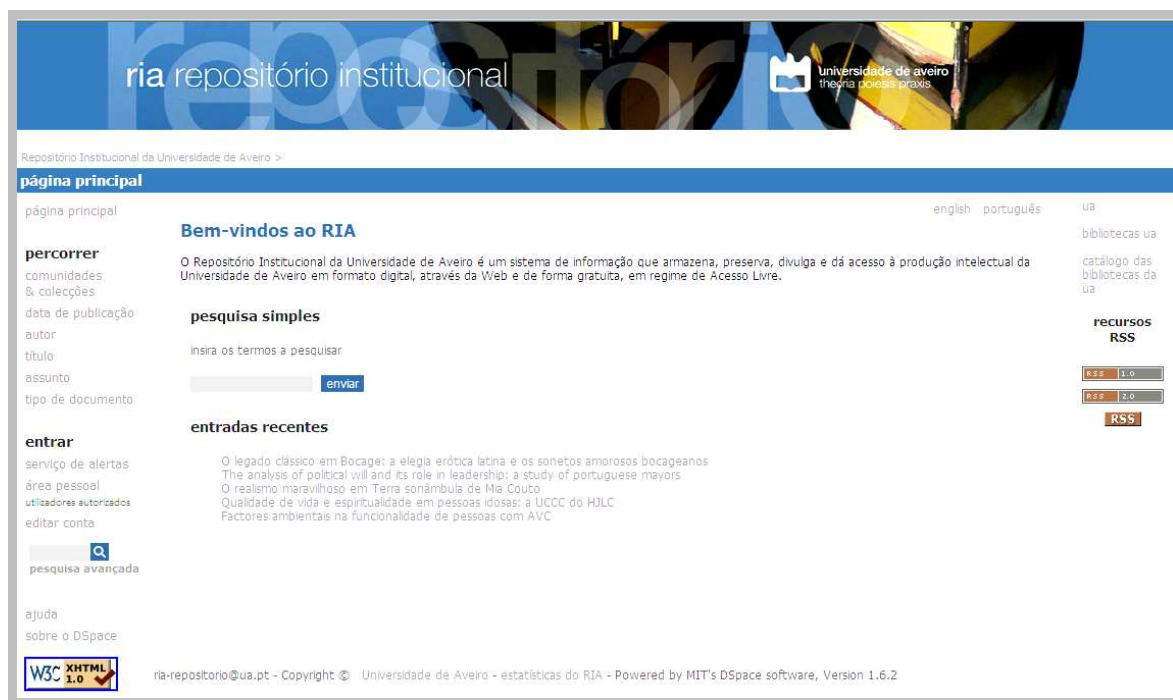 repositório
ria repositório institucional
universidade de aveiro
theoria poiesis praxis
Repositório Institucional da Universidade de Aveiro >
página principal
página principal
percorrer
comunidades
& colecções
data de publicação
autor
título
assunto
tipo de documento
entrar
serviço de alertas
área pessoal
utilizadores autorizados
editar conta
pesquisa avançada
ajuda
sobre o DSpace
W3C XHTML
1.0
english português
Bem-vindos ao RIA
O Repositório Institucional da Universidade de Aveiro é um sistema de informação que armazena, preserva, divulga e dá acesso à produção intelectual da
Universidade de Aveiro em formato digital, através da Web e de forma gratuita, em regime de Acesso Livre.
pesquisa simples
insira os termos a pesquisar
enviar
entradas recentes
O legado clássico em Bocage: a elegia erótica latina e os sonetos amorosos bocageanos
The analysis of political will and its role in leadership: a study of portuguese mayors
O realismo maravilhoso em Terra sonâmbula de Mia Couto
Qualidade de vida e espiritualidade em pessoas idosas: a UCCC do HJLC
Factores ambientais na funcionalidade de pessoas com AVC
ua
bibliotecas ua
catálogo das
bibliotecas da
ua
recursos
RSS
RSS 1.0
RSS 2.0
RSS
ria-repositorio@ua.pt - Copyright © Universidade de Aveiro - estatísticas do RIA - Powered by MIT's DSpace software, Version 1.6.2